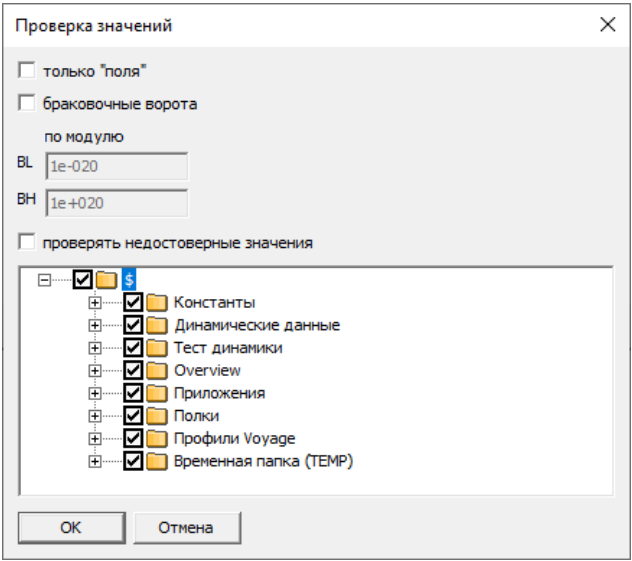 Проверка значений
только "поля"
браковочные ворота
по модулю
BL 1e-020
BH 1e+020
проверять недостоверные значения
$
Константы
Динамические данные
Тест динамики
Overview
Приложения
Полки
Профили Voyage
Временная папка (TEMP)
OK Отмена